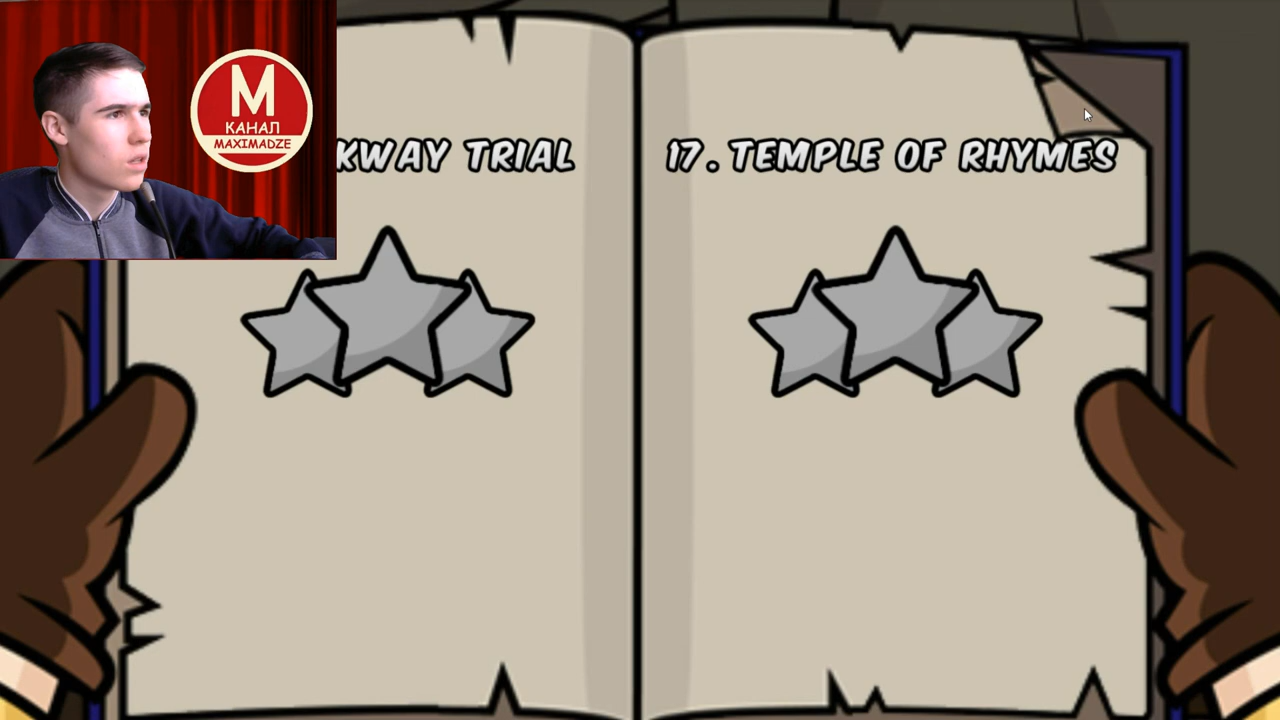 М
КАНАЛ
MAXIMADZE
KWAY TRIAL
17. TEMPLE OF RHYMES